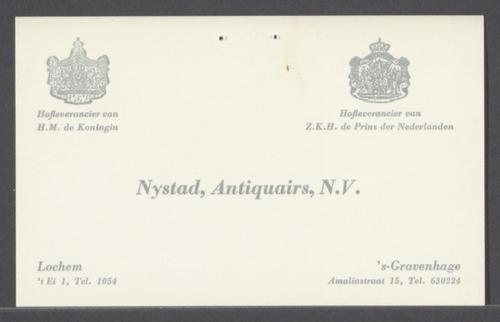 Hofleverancier van
H.M. de Koningin
Hofleverancier van
Z.K.H. de Prins der Nederlanden
Nystad, Antiquairs, N.V.
Lochem
't Ei 1, Tel. 1054
's-Gravenhage
Amaliastraat 15, Tel. 630224